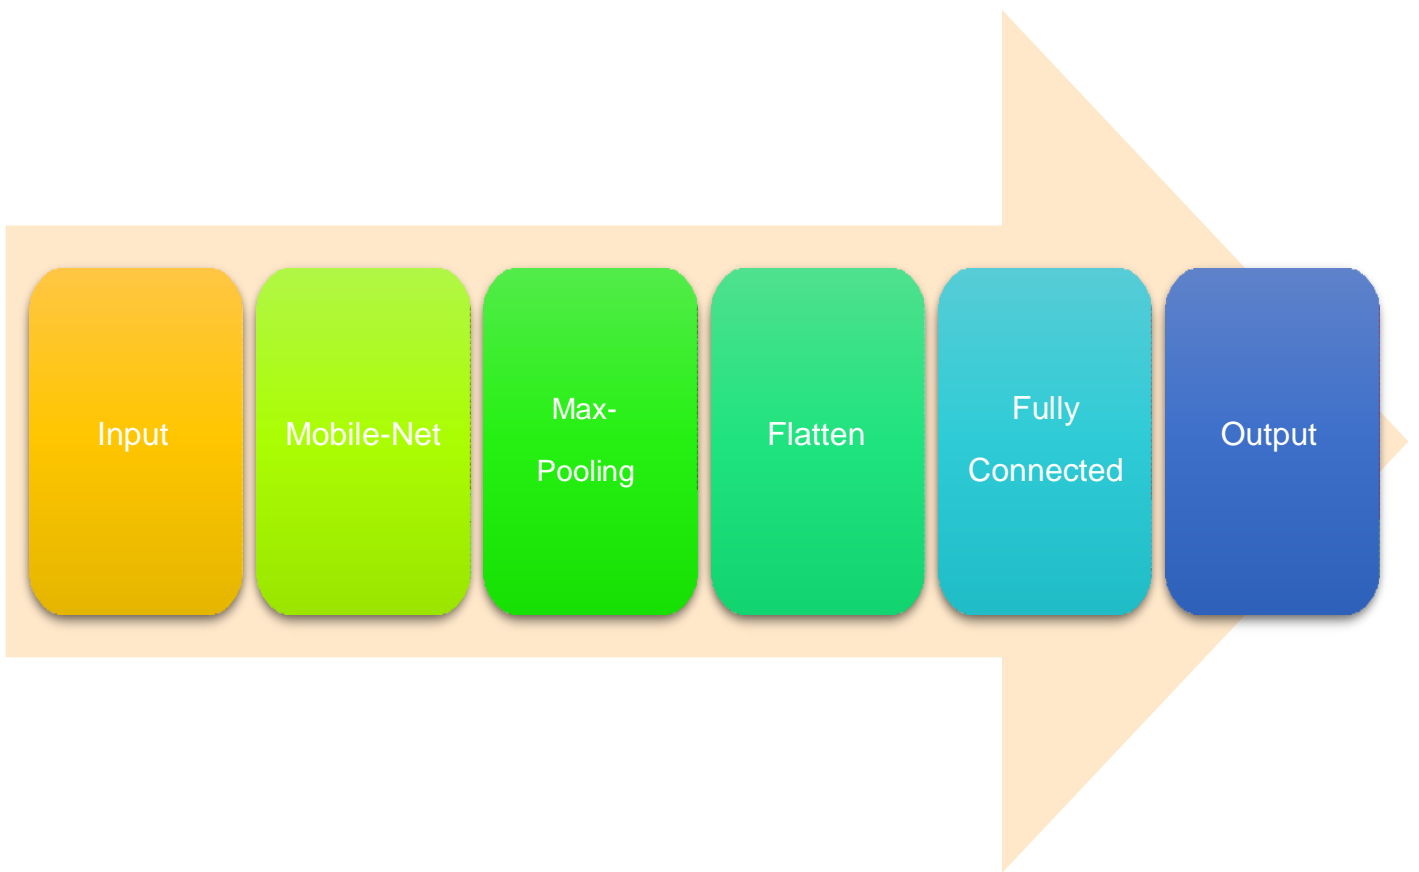 Input
Mobile-Net
Max-
Pooling
Flatten
Fully
Connected
Output